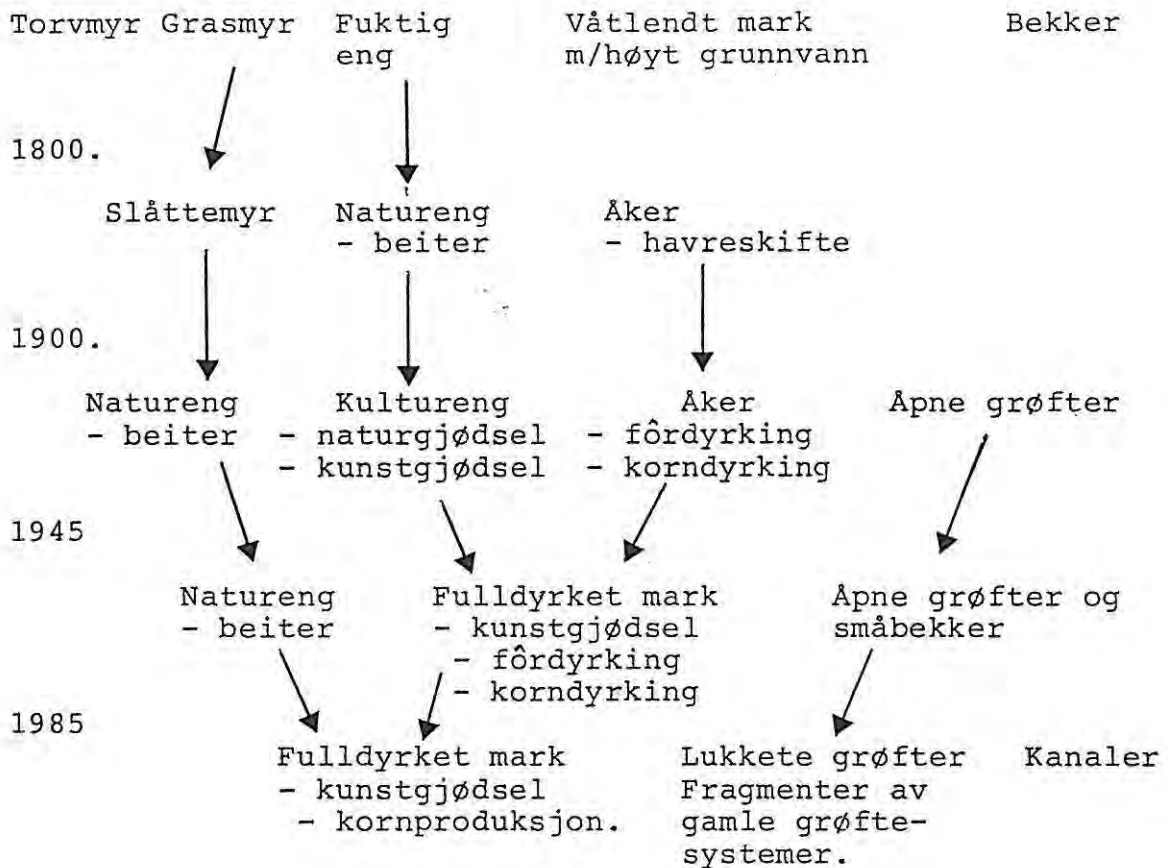 Torvmyr Grasmyr Fuktig eng Våtlendt mark m/høyt grunnvann Bekker
1800.
Slåttemyr Natureng Åker
- beiter - havreskifte
1900.
Natureng Kultureng Åker Åpne grøfter
- beiter - naturgjødsel - fôrdyrking
- kunstgjødsel - korndyrking
1945
Natureng Fulldyrket mark Åpne grøfter og
- beiter - kunstgjødsel småbekker
- fôrdyrking
- korndyrking
1985
Fulldyrket mark Lukkete grøfter Kanaler
- kunstgjødsel Fragmenter av
- kornproduksjon. gamle grøfte-
systemer.